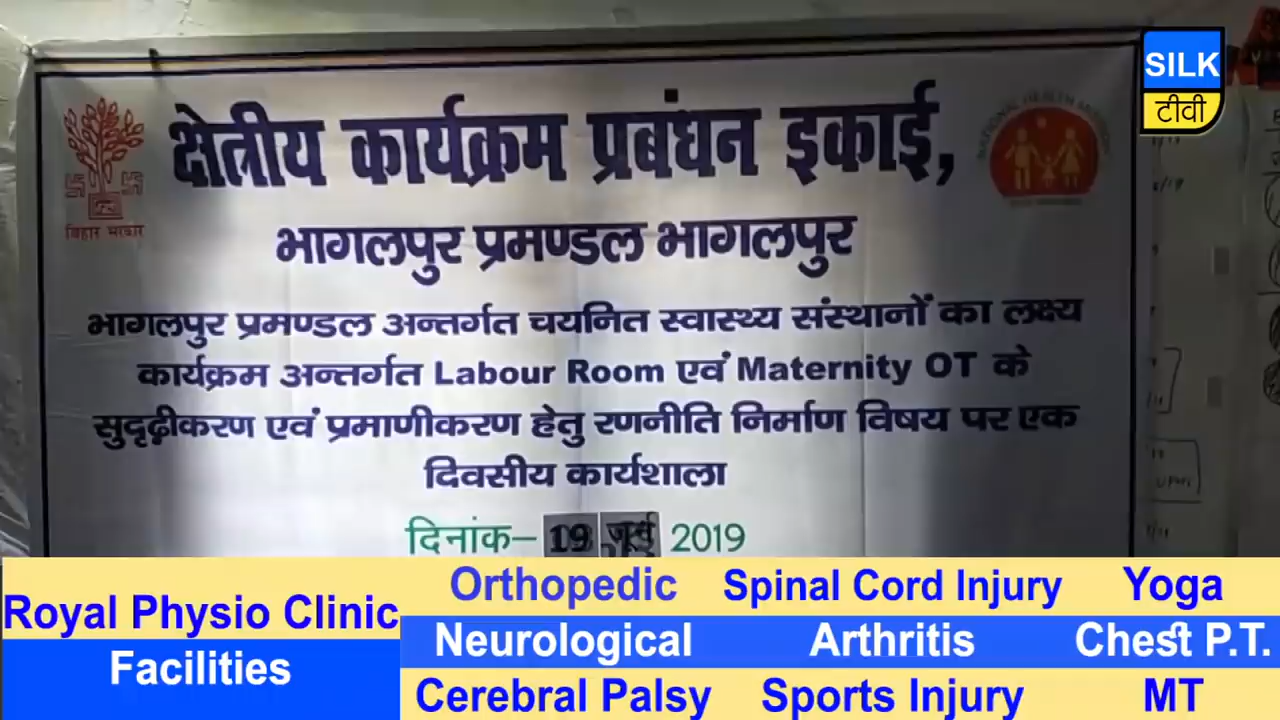 SILK
टीवी
क्षेत्रीय कार्यक्रम प्रबंधन इकाई,
बिहार सरकार
भागलपुर प्रमण्डल भागलपुर
भागलपुर प्रमण्डल अन्तर्गत चयनित स्वास्थ्य संस्थानों का लक्ष्य
कार्यक्रम अन्तर्गत Labour Room एवं Maternity OT के
सुदृढ़ीकरण एवं प्रमाणीकरण हेतु रणनीति निर्माण विषय पर एक
दिवसीय कार्यशाला
दिनांक– 19 जून 2019
Royal Physio Clinic
Facilities
Orthopedic Spinal Cord Injury Yoga
Neurological Arthritis Chest P.T.
Cerebral Palsy Sports Injury MT